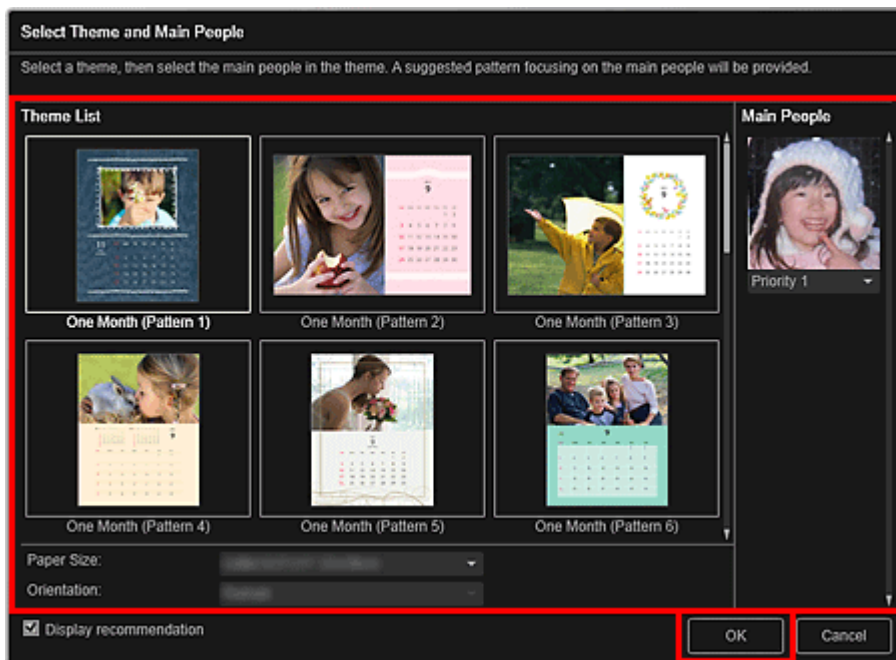 Select Theme and Main People
Select a theme, then select the main people in the theme. A suggested pattern focusing on the main people will be provided.
Theme List
Main People
One Month (Pattern 1)
One Month (Pattern 2)
One Month (Pattern 3)
Priority 1
One Month (Pattern 4)
One Month (Pattern 5)
One Month (Pattern 6)
Paper Size:
Orientation:
Display recommendation
OK
Cancel